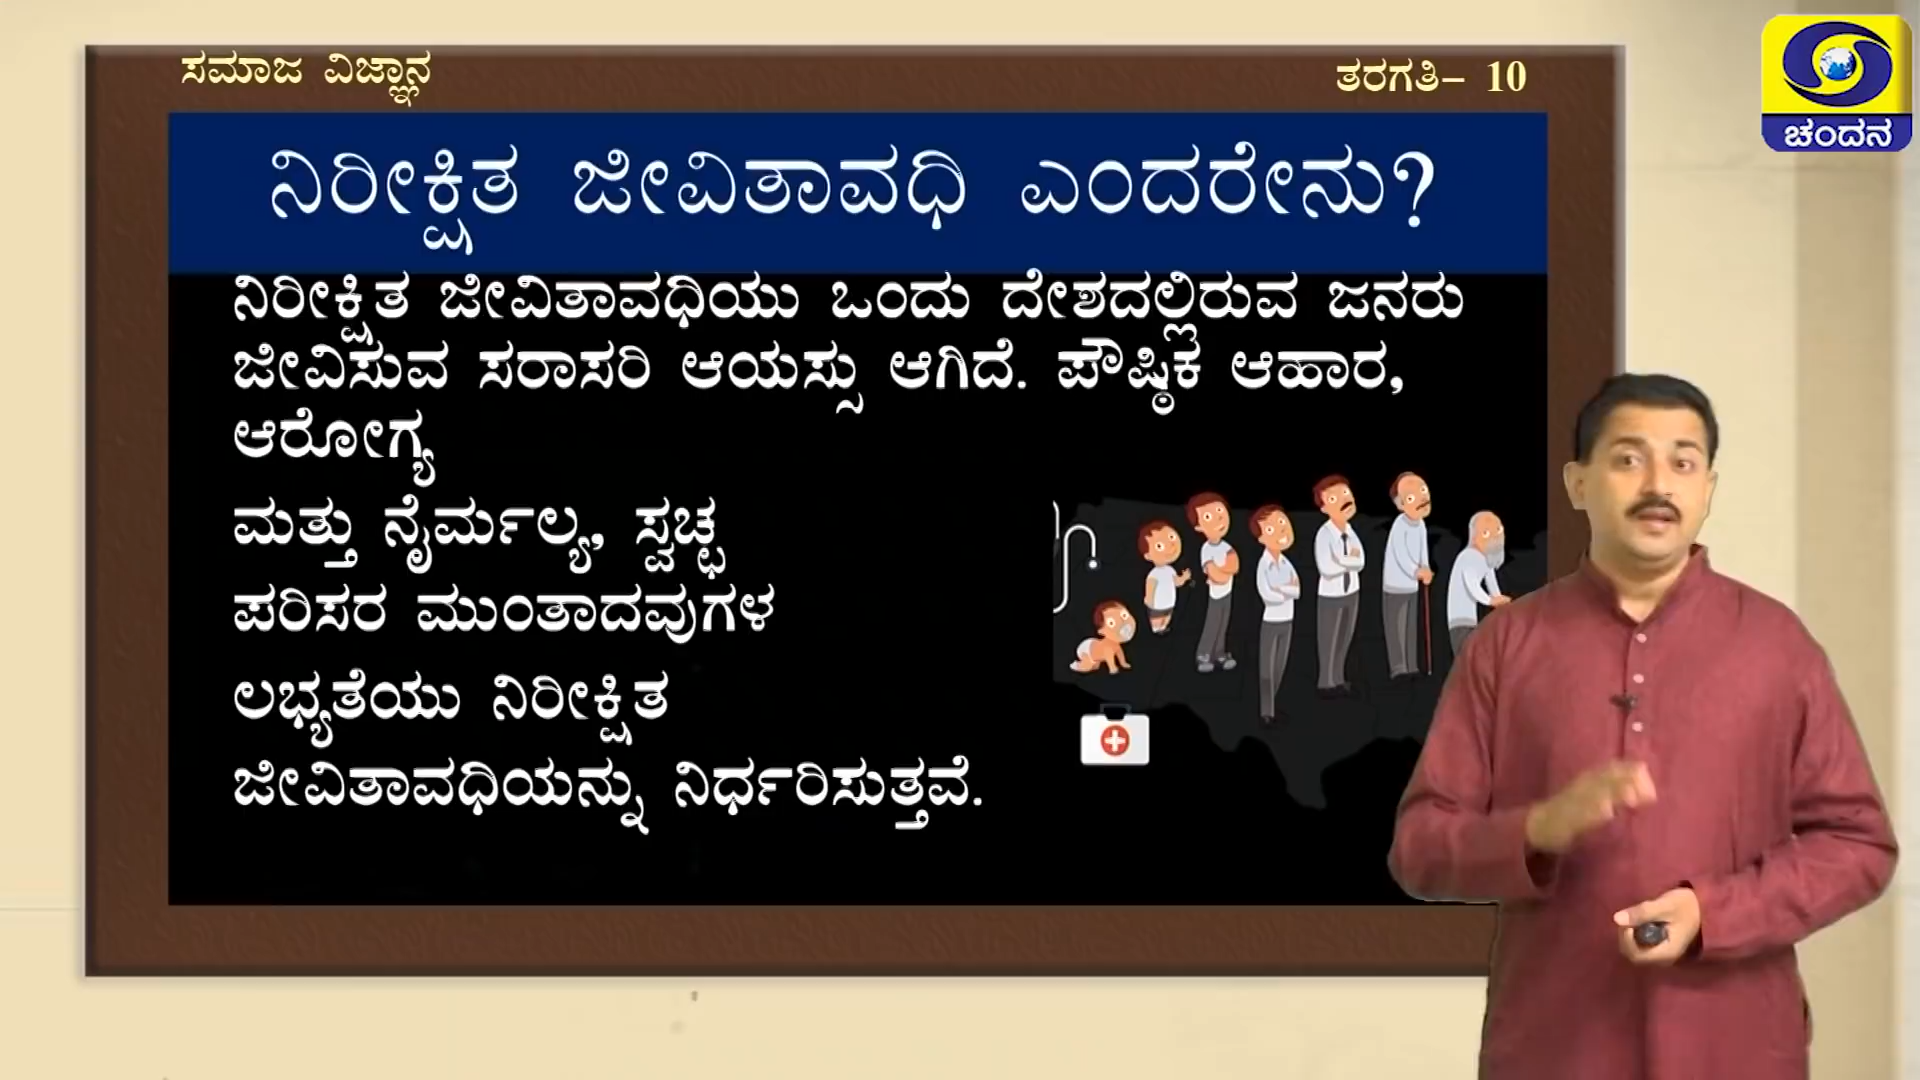 ಸಮಾಜ ವಿಜ್ಞಾನ
ತರಗತಿ– 10
ಚಂದನ
ನಿರೀಕ್ಷಿತ ಜೀವಿತಾವಧಿ ಎಂದರೇನು?
ನಿರೀಕ್ಷಿತ ಜೀವಿತಾವಧಿಯು ಒಂದು ದೇಶದಲ್ಲಿರುವ ಜನರು
ಜೀವಿಸುವ ಸರಾಸರಿ ಆಯಸ್ಸು ಆಗಿದೆ. ಪೌಷ್ಠಿಕ ಆಹಾರ,
ಆರೋಗ್ಯ
ಮತ್ತು ನೈರ್ಮಲ್ಯ, ಸ್ವಚ್ಛ
ಪರಿಸರ ಮುಂತಾದವುಗಳ
ಲಭ್ಯತೆಯು ನಿರೀಕ್ಷಿತ
ಜೀವಿತಾವಧಿಯನ್ನು ನಿರ್ಧರಿಸುತ್ತವೆ.